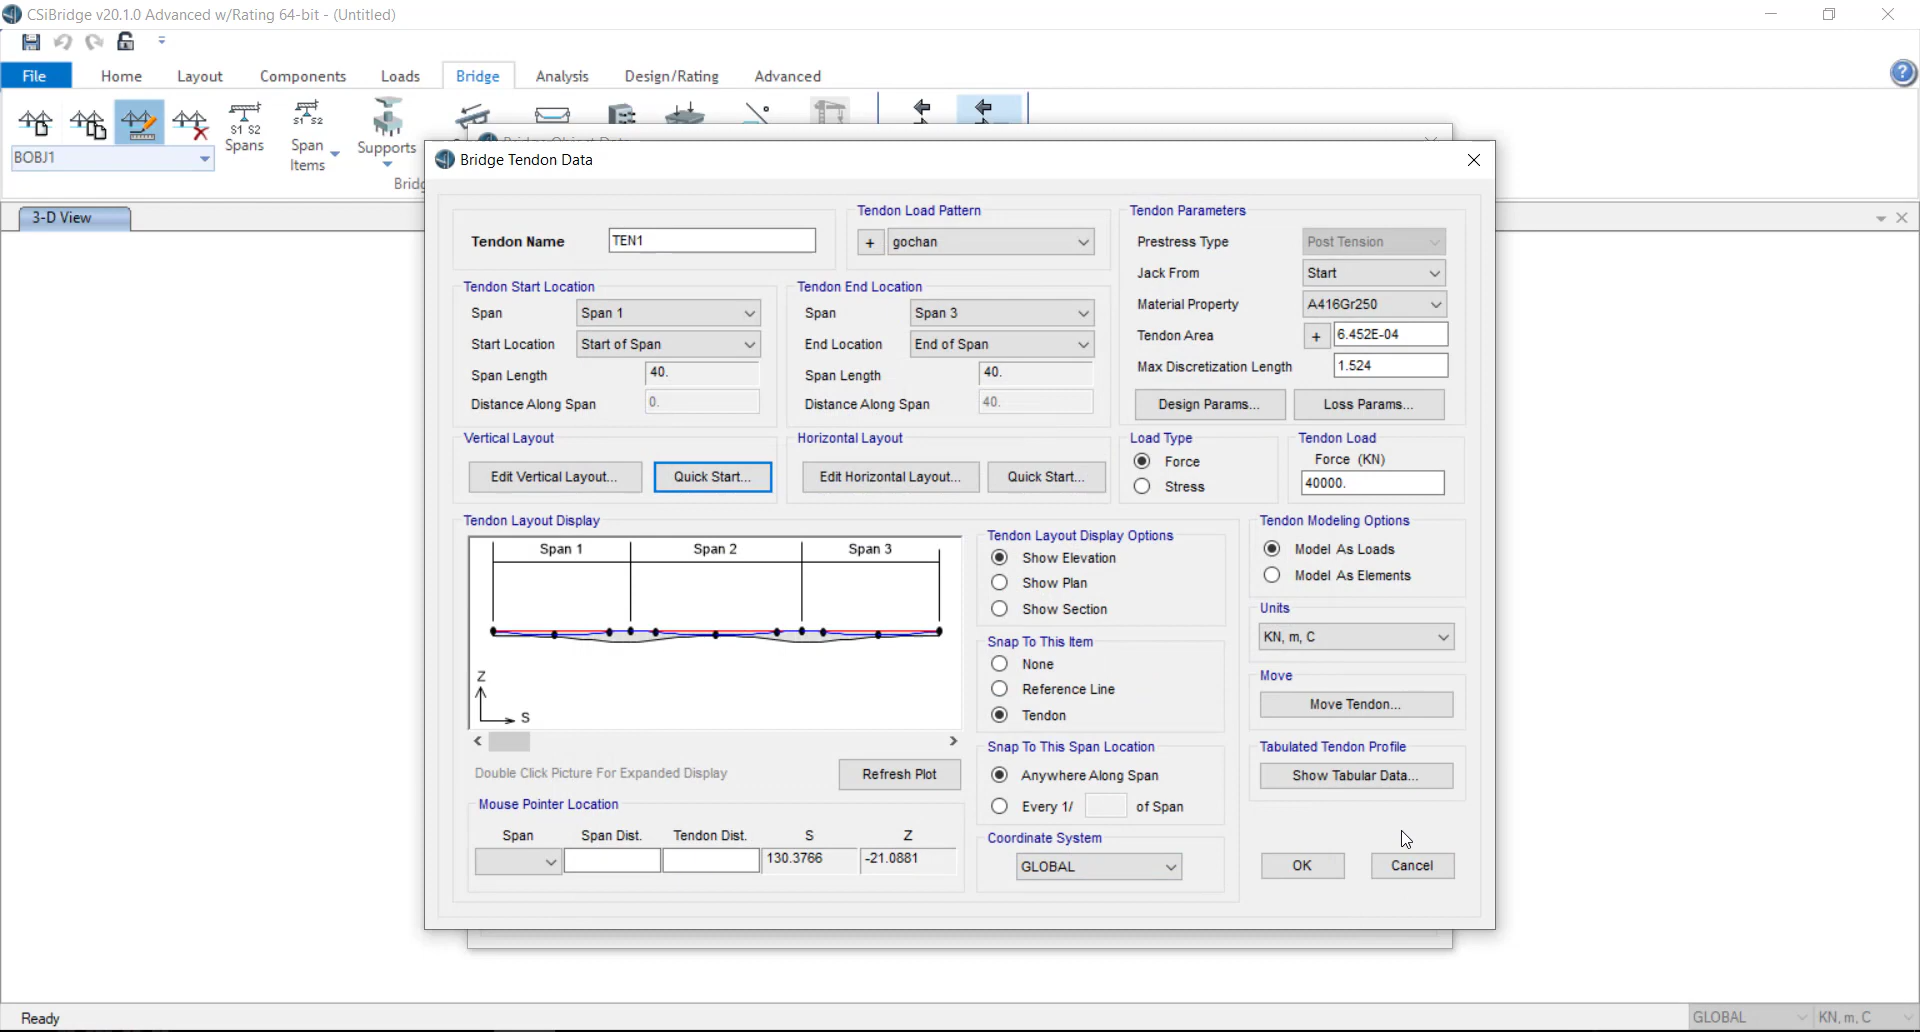 CSiBridge v20.1.0 Advanced w/Rating 64-bit - (Untitled)
File Home Layout Components Loads Bridge Analysis Design/Rating Advanced
BOBJ1
S1 S2
Spans
S1 S2
Span
Items
Supports
3-D View
Bridge Tendon Data
Tendon Name TEN1
Tendon Load Pattern
+ gochan
Tendon Parameters
Prestress Type Post Tension
Jack From Start
Material Property A416Gr250
Tendon Area + 6.452E-04
Max Discretization Length 1.524
Design Params... Loss Params...
Tendon Start Location
Span Span 1
Start Location Start of Span
Span Length 40.
Distance Along Span 0.
Tendon End Location
Span Span 3
End Location End of Span
Span Length 40.
Distance Along Span 40.
Vertical Layout
Edit Vertical Layout... Quick Start...
Horizontal Layout
Edit Horizontal Layout... Quick Start...
Load Type
Force
Stress
Tendon Load
Force (KN)
40000.
Tendon Layout Display
Span 1 Span 2 Span 3
Z
S
< >
Double Click Picture For Expanded Display
Refresh Plot
Mouse Pointer Location
Span Span Dist. Tendon Dist. S Z
130.3766 -21.0881
Tendon Layout Display Options
Show Elevation
Show Plan
Show Section
Snap To This Item
None
Reference Line
Tendon
Snap To This Span Location
Anywhere Along Span
Every 1/ of Span
Coordinate System
GLOBAL
Tendon Modeling Options
Model As Loads
Model As Elements
Units
KN, m, C
Move
Move Tendon...
Tabulated Tendon Profile
Show Tabular Data...
OK Cancel
Ready
GLOBAL KN, m, C